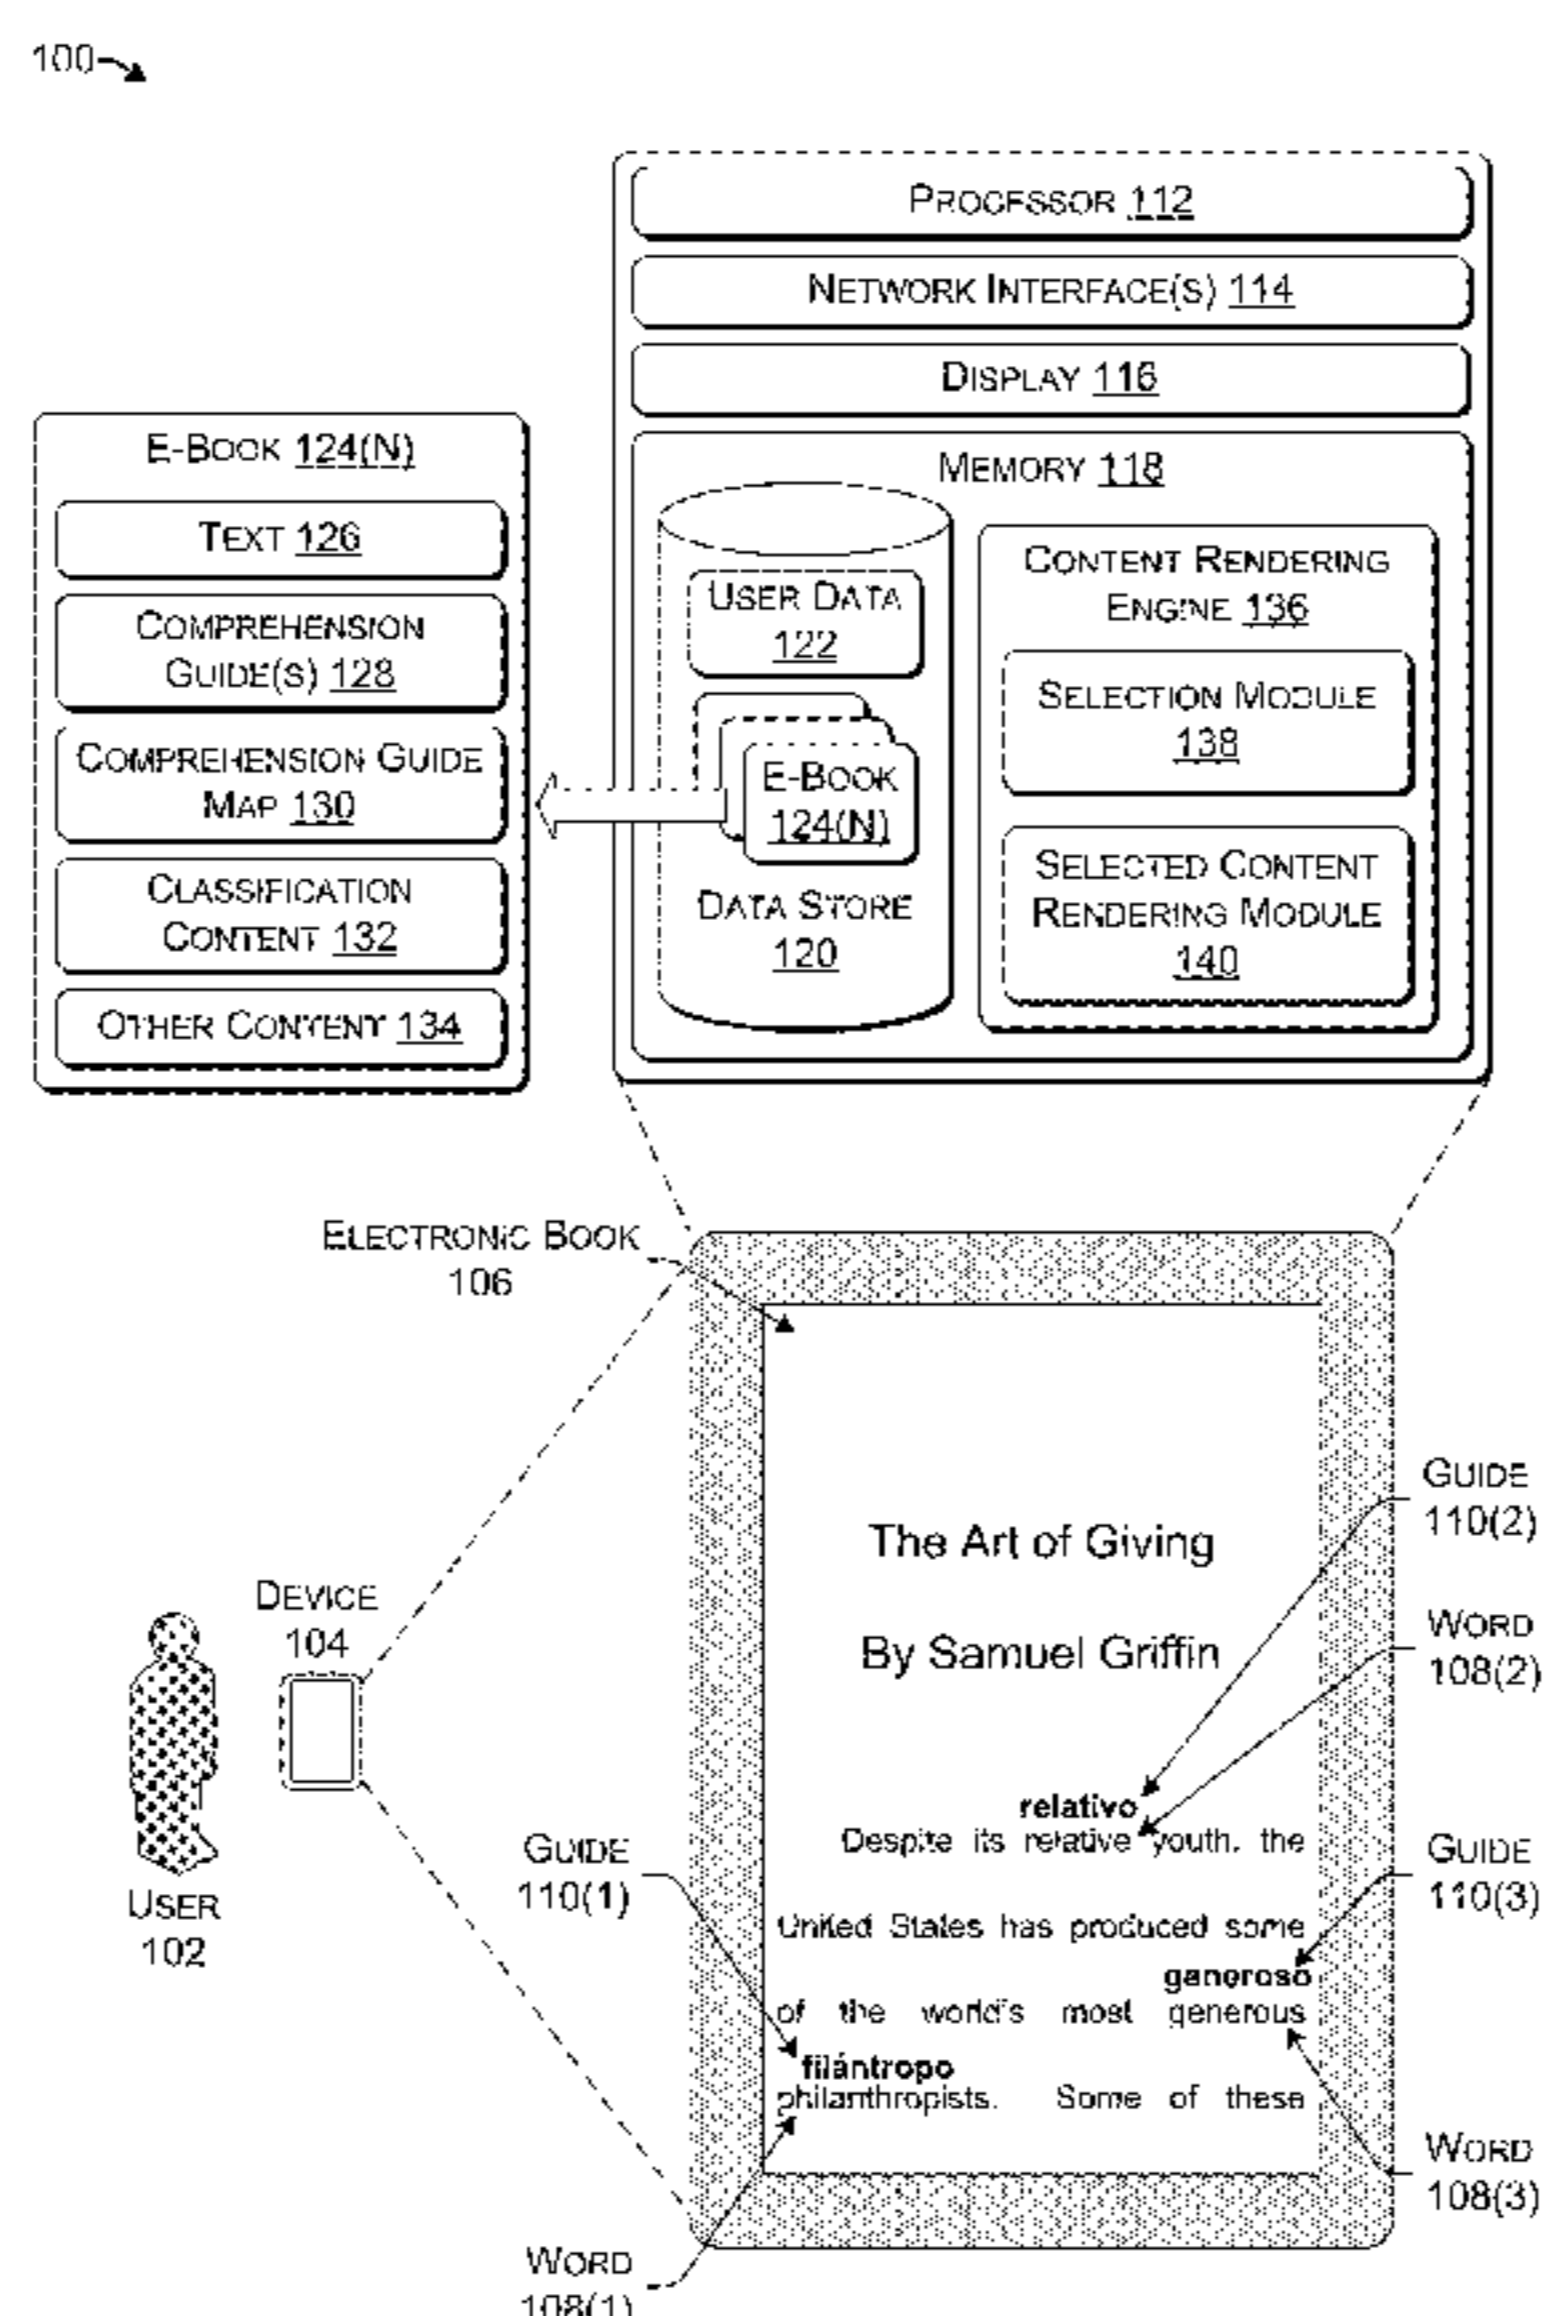 100
PROCESSOR 112
NETWORK INTERFACE(S) 114
DISPLAY 116
MEMORY 118
E-BOOK 124(N)
TEXT 126
COMPREHENSION
GUIDE(S) 128
COMPREHENSION GUIDE
MAP 130
CLASSIFICATION
CONTENT 132
OTHER CONTENT 134
USER DATA
122
E-BOOK
124(N)
DATA STORE
120
CONTENT RENDERING
ENGINE 136
SELECTION MODULE
138
SELECTED CONTENT
RENDERING MODULE
140
ELECTRONIC BOOK
106
DEVICE
104
USER
102
The Art of Giving
By Samuel Griffin
relativo
Despite its relative youth, the
United States has produced some
generoso
of the world's most generous
filántropo
philanthropists. Some of these
GUIDE
110(2)
WORD
108(2)
GUIDE
110(1)
GUIDE
110(3)
WORD
108(3)
WORD
108(1)